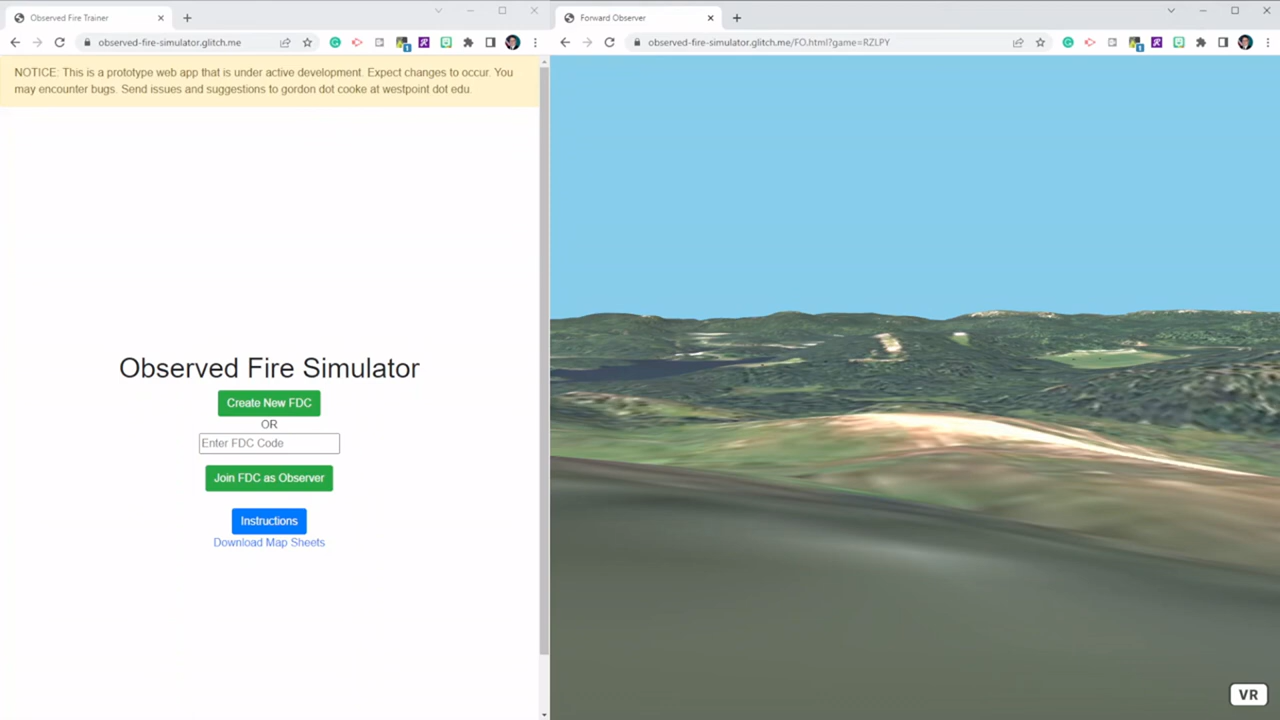 Observed Fire Trainer
observed-fire-simulator.glitch.me
NOTICE: This is a prototype web app that is under active development. Expect changes to occur. You
may encounter bugs. Send issues and suggestions to gordon dot cooke at westpoint dot edu.
Observed Fire Simulator
Create New FDC
OR
Enter FDC Code
Join FDC as Observer
Instructions
Download Map Sheets
Forward Observer
observed-fire-simulator.glitch.me/FO.html?game=RZLPY
VR